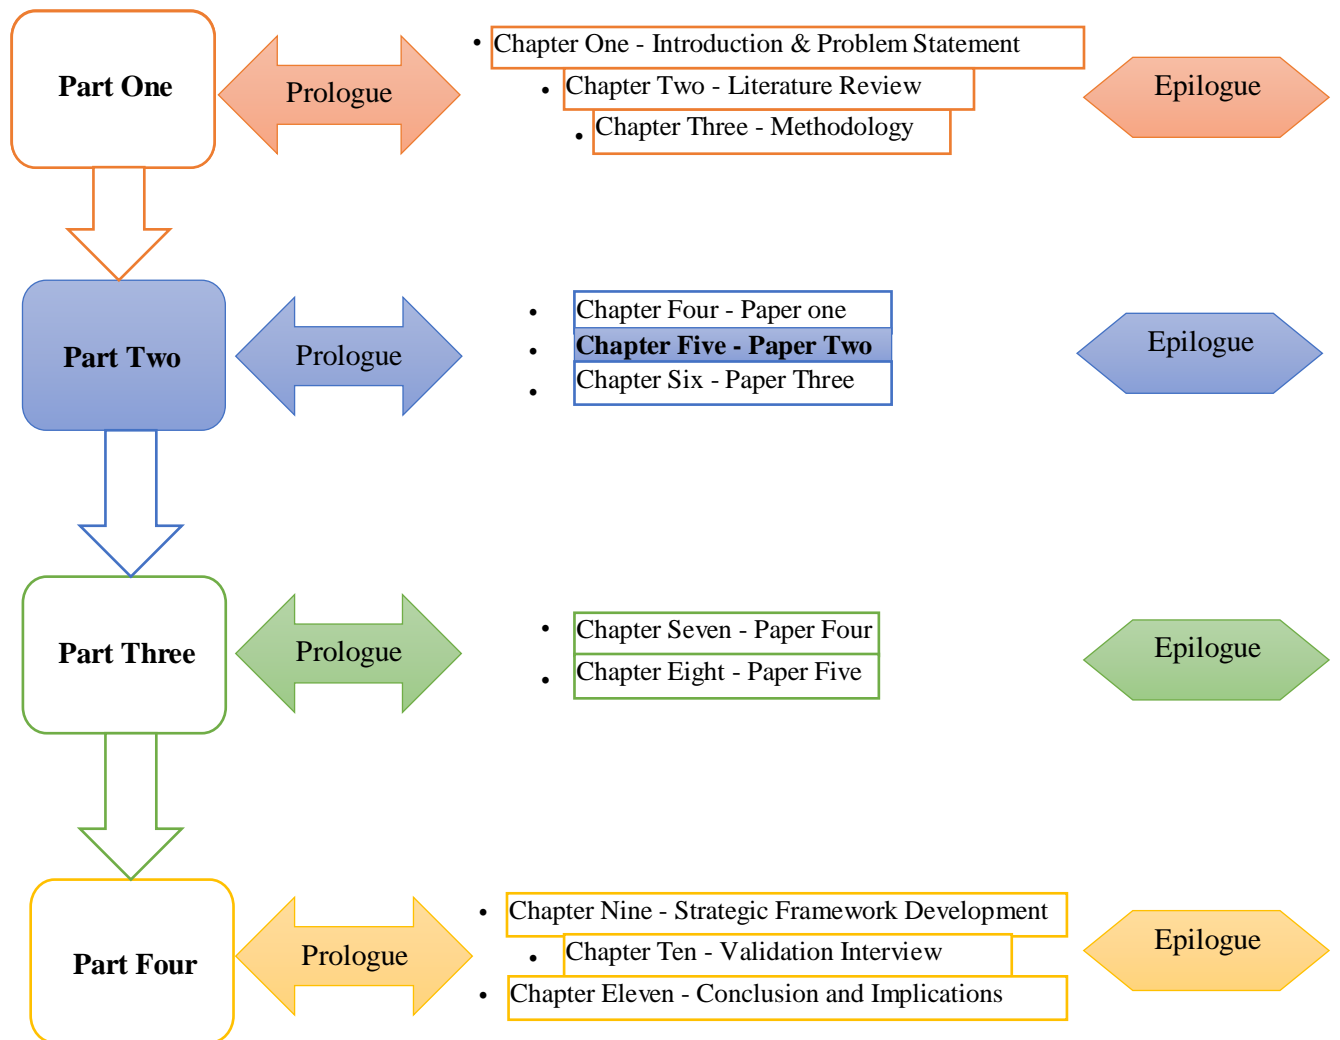 Part One
Prologue
• Chapter One - Introduction & Problem Statement
• Chapter Two - Literature Review
• Chapter Three - Methodology
Epilogue
Part Two
Prologue
• Chapter Four - Paper one
• Chapter Five - Paper Two
• Chapter Six - Paper Three
Epilogue
Part Three
Prologue
• Chapter Seven - Paper Four
• Chapter Eight - Paper Five
Epilogue
Part Four
Prologue
• Chapter Nine - Strategic Framework Development
• Chapter Ten - Validation Interview
• Chapter Eleven - Conclusion and Implications
Epilogue